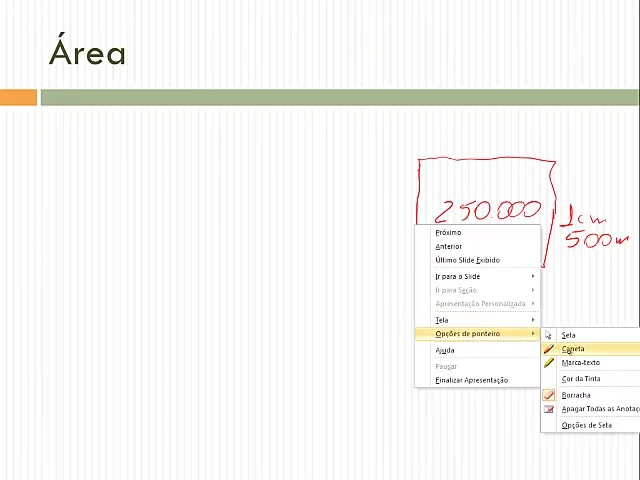 Área
250.000
1cm
500m
Próximo
Anterior
Último Slide Exibido
Ir para o Slide
Ir para Seção
Apresentação Personalizada
Tela
Opções de ponteiro
Ajuda
Pausar
Finalizar Apresentação
Seta
Caneta
Marca-texto
Cor da Tinta
Borracha
Apagar Todas as Anotaç
Opções de Seta